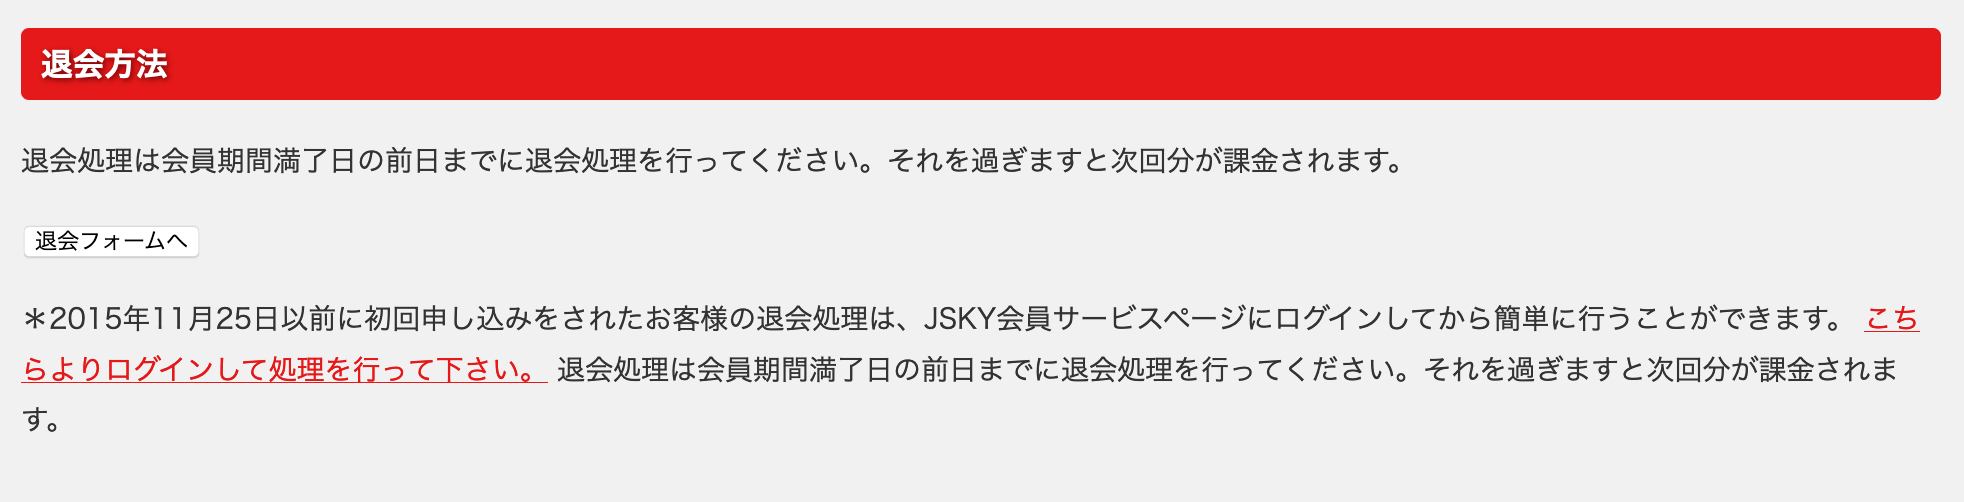 退会方法
退会処理は会員期間満了日の前日までに退会処理を行ってください。それを過ぎますと次回分が課金されます。
退会フォームへ
＊2015年11月25日以前に初回申し込みをされたお客様の退会処理は、JSKY会員サービスページにログインしてから簡単に行うことができます。 こち
らよりログインして処理を行って下さい。 退会処理は会員期間満了日の前日までに退会処理を行ってください。それを過ぎますと次回分が課金されま
す。